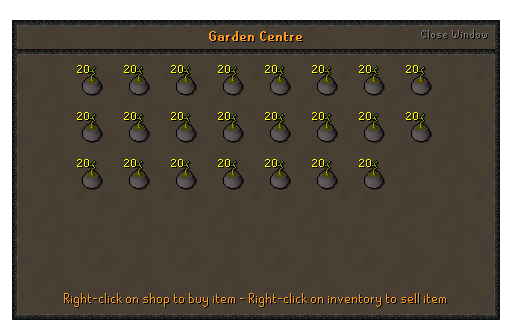 Garden Centre
Close Window
20 20 20 20 20 20 20 20
20 20 20 20 20 20 20 20
20 20 20 20 20 20 20
Right-click on shop to buy item - Right-click on inventory to sell item